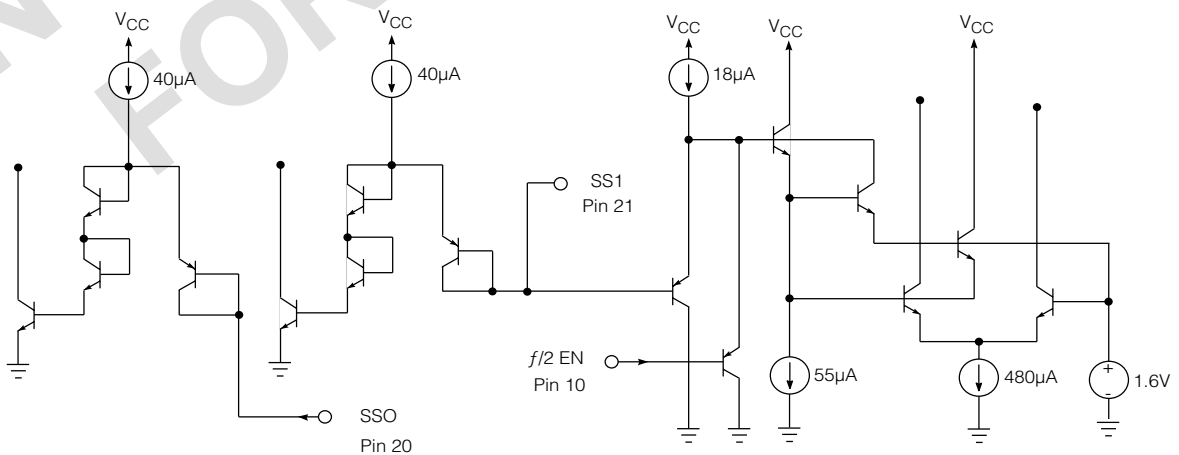 N
FOR
VCC
VCC
VCC
VCC
VCC
40µA
40µA
18µA
SS1
Pin 21
ƒ/2 EN
Pin 10
55µA
480µA
+
-
1.6V
SSO
Pin 20